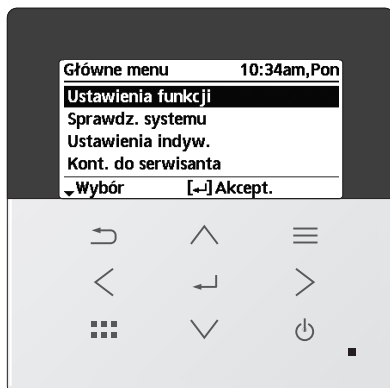 Główne menu 10:34am,Pon
Ustawienia funkcji
Sprawdz. systemu
Ustawienia indyw.
Kont. do serwisanta
Wybór [↵] Akcept.